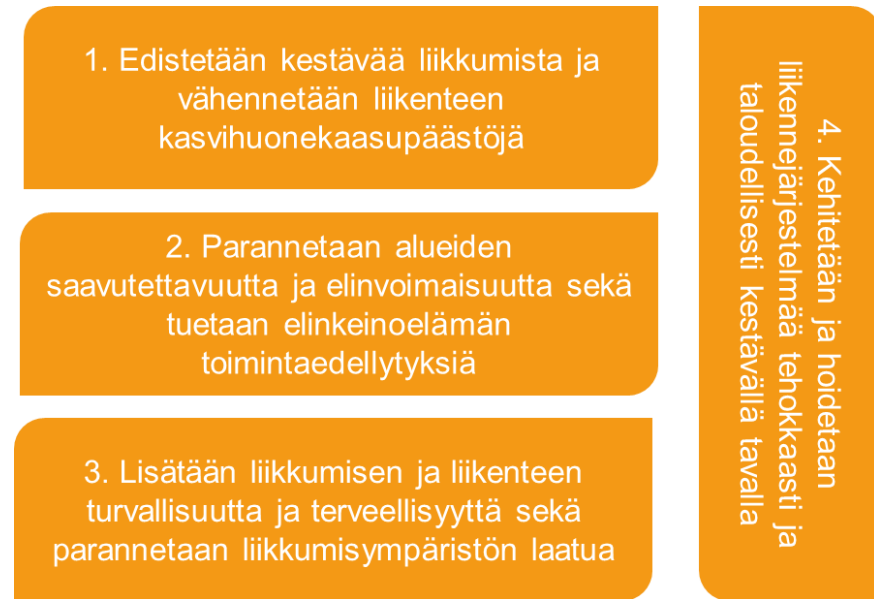 1. Edistetään kestävää liikkumista ja
vähennetään liikenteen
kasvihuonekaasupäästöjä
2. Parannetaan alueiden
saavutettavuutta ja elinvoimaisuutta sekä
tuetaan elinkeinoelämän
toimintaedellytyksiä
3. Lisätään liikkumisen ja liikenteen
turvallisuutta ja terveellisyyttä sekä
parannetaan liikkumisympäristön laatua
4. Kehitetään ja hoidetaan
liikennejärjestelmää tehokkaasti ja
taloudellisesti kestävällä tavalla